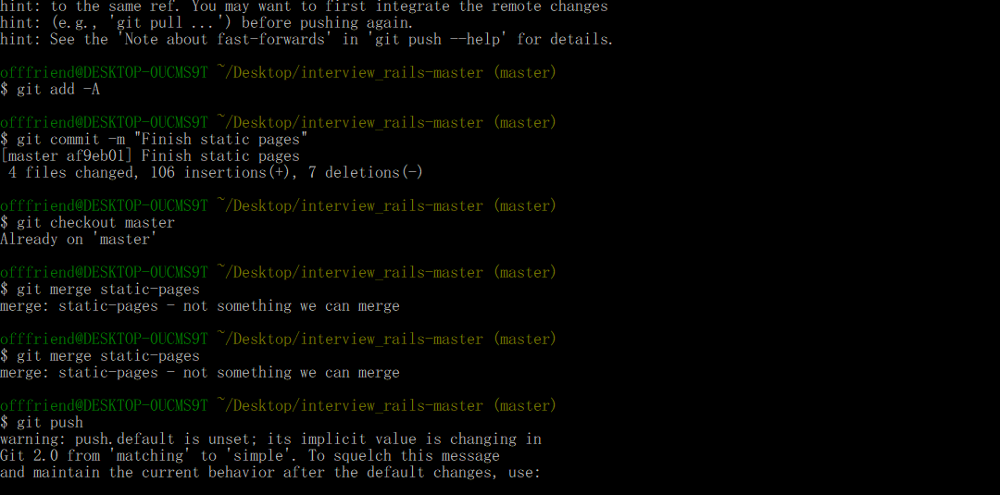 hint: to the same ref. You may want to first integrate the remote changes
hint: (e.g., 'git pull ...') before pushing again.
hint: See the 'Note about fast-forwards' in 'git push --help' for details.
offfriend@DESKTOP-OUCMS9T ~/Desktop/interview_rails-master (master)
$ git add -A
offfriend@DESKTOP-OUCMS9T ~/Desktop/interview_rails-master (master)
$ git commit -m "Finish static pages"
[master af9eb01] Finish static pages
4 files changed, 106 insertions(+), 7 deletions(-)
offfriend@DESKTOP-OUCMS9T ~/Desktop/interview_rails-master (master)
$ git checkout master
Already on 'master'
offfriend@DESKTOP-OUCMS9T ~/Desktop/interview_rails-master (master)
$ git merge static-pages
merge: static-pages - not something we can merge
offfriend@DESKTOP-OUCMS9T ~/Desktop/interview_rails-master (master)
$ git merge static-pages
merge: static-pages - not something we can merge
offfriend@DESKTOP-OUCMS9T ~/Desktop/interview_rails-master (master)
$ git push
warning: push.default is unset; its implicit value is changing in
Git 2.0 from 'matching' to 'simple'. To squelch this message
and maintain the current behavior after the default changes, use: